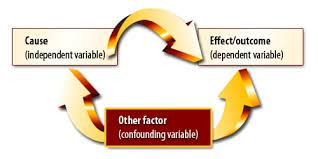 Cause
(independent variable)
Effect/outcome
(dependent variable)
Other factor
(confounding variable)